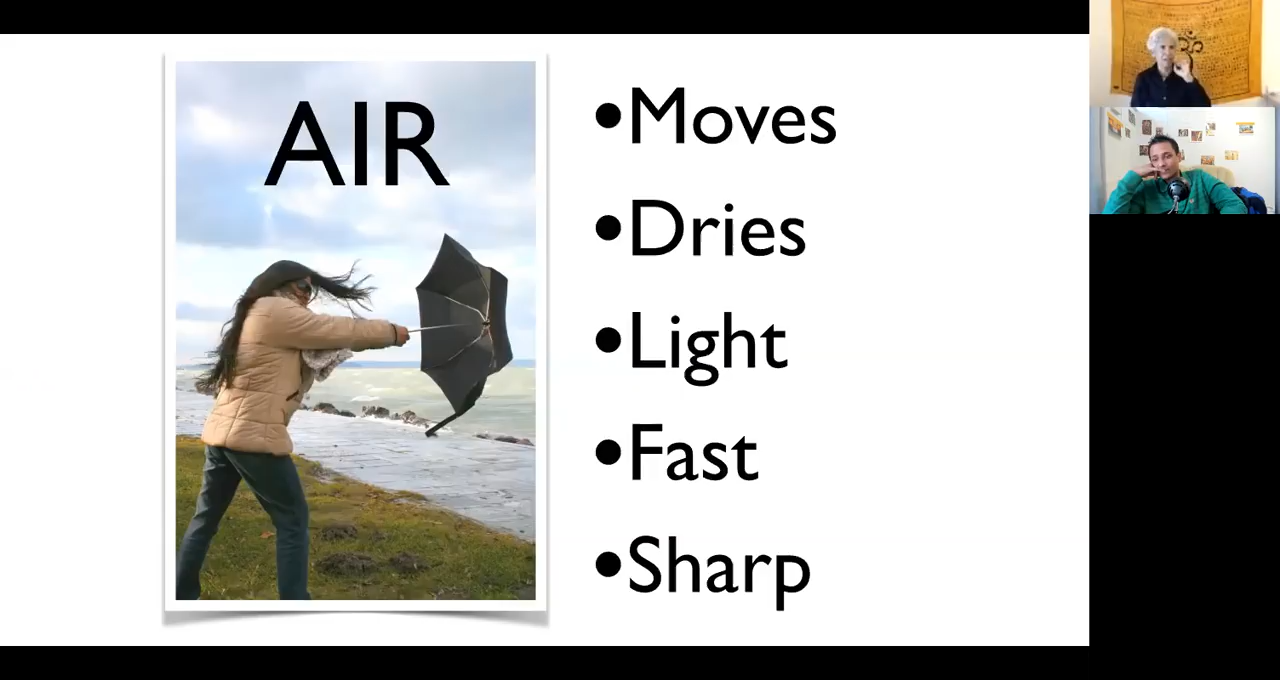 AIR
•Moves
•Dries
•Light
•Fast
•Sharp
ॐ